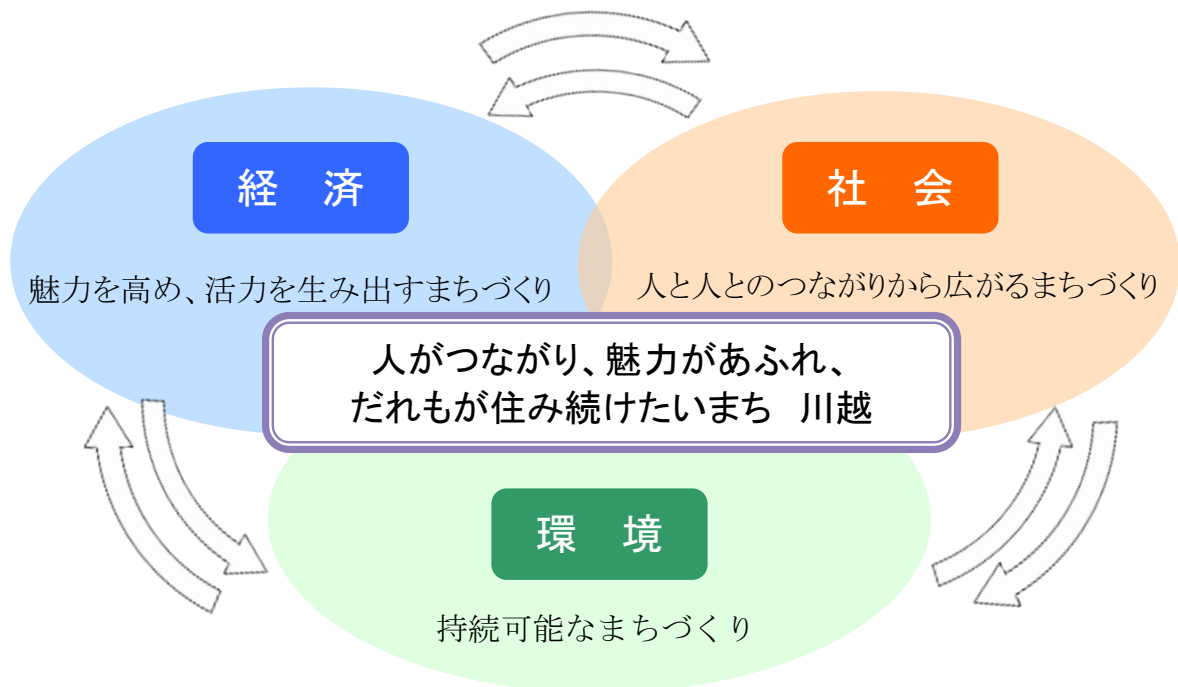 経　済
社　会
魅力を高め、活力を生み出すまちづくり
人と人とのつながりから広がるまちづくり
人がつながり、魅力があふれ、
だれもが住み続けたいまち　川越
環　境
持続可能なまちづくり